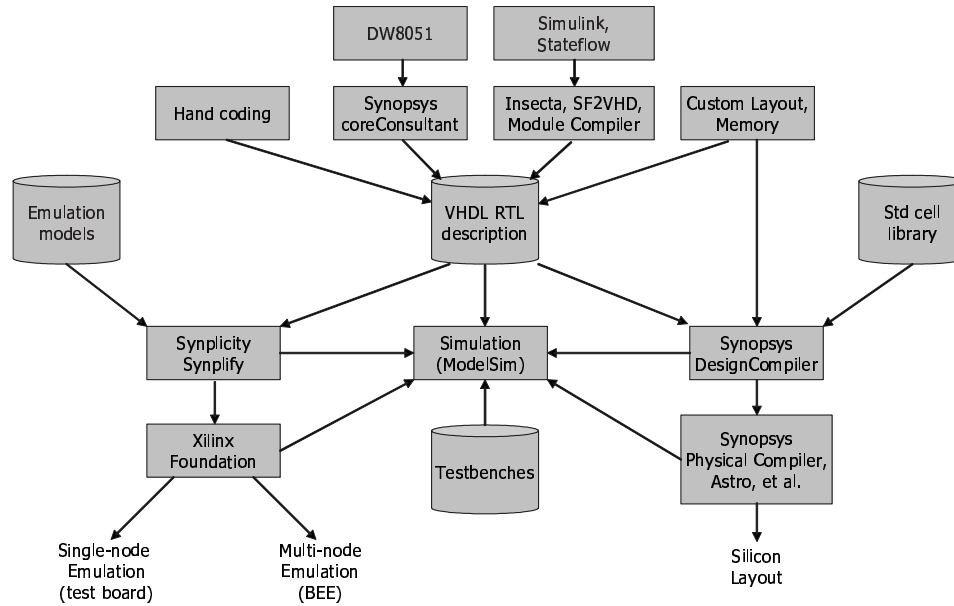 DW8051
Simulink,
Stateflow
Hand coding
Synopsys
coreConsultant
Insecta, SF2VHD,
Module Compiler
Custom Layout,
Memory
Emulation
models
VHDL RTL
description
Std cell
library
Synplicity
Synplify
Simulation
(ModelSim)
Synopsys
DesignCompiler
Xilinx
Foundation
Testbenches
Synopsys
Physical Compiler,
Astro, et al.
Single-node
Emulation
(test board)
Multi-node
Emulation
(BEE)
Silicon
Layout